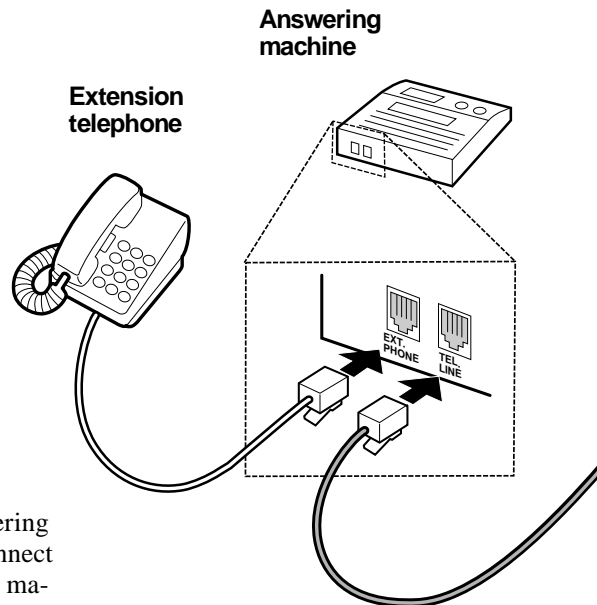 Answering
machine
Extension
telephone
EXT.
PHONE
TEL.
LINE
ering
nnect
ma-